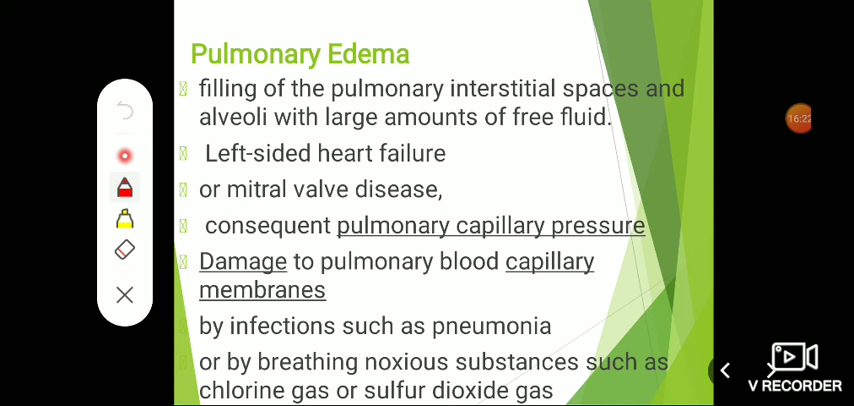 Pulmonary Edema
filling of the pulmonary interstitial spaces and
alveoli with large amounts of free fluid.
Left-sided heart failure
or mitral valve disease,
consequent pulmonary capillary pressure
Damage to pulmonary blood capillary
membranes
by infections such as pneumonia
or by breathing noxious substances such as
chlorine gas or sulfur dioxide gas
16:22
V RECORDER